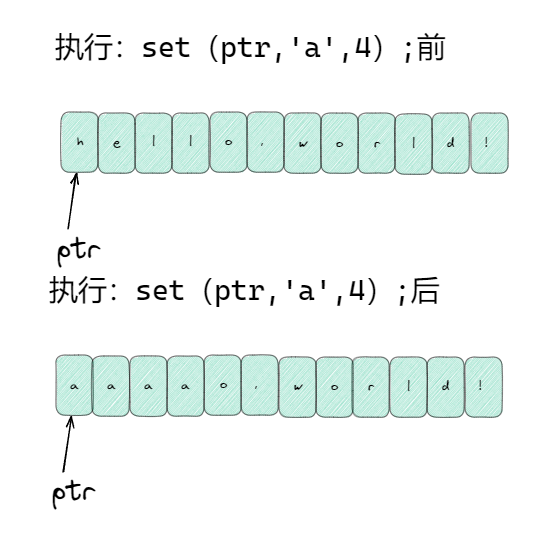 执行：set（ptr,'a',4）;前
h e l l o , w o r l d !
ptr
执行：set（ptr,'a',4）;后
a a a a o , w o r l d !
ptr